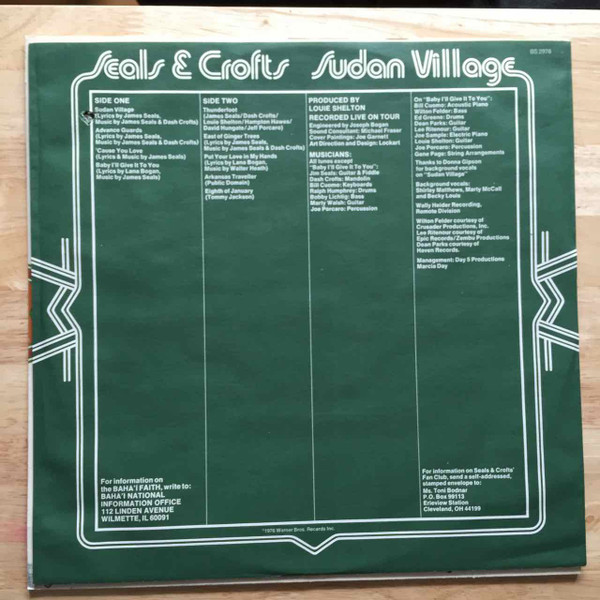 Seals & Crofts Sudan Village
BS 2976
SIDE ONE
Sudan Village
(Lyrics by James Seals,
Music by James Seals & Dash Crofts)
Advance Guards
(Lyrics by James Seals,
Music by James Seals & Dash Crofts)
'Cause You Love
(Lyrics & Music by James Seals)
Baby I'll Give It To You
(Lyrics by Lana Bogan,
Music by James Seals)
For information on
the BAHA'I FAITH, write to:
BAHA'I NATIONAL
INFORMATION OFFICE
112 LINDEN AVENUE
WILMETTE, IL 60091
SIDE TWO
Thunderfoot
(James Seals/Dash Crofts/
Louie Shelton/Hampton Hawes/
David Hungate/Jeff Porcaro)
East of Ginger Trees
(Lyrics by James Seals,
Music by James Seals & Dash Crofts)
Put Your Love in My Hands
(Lyrics by Lana Bogan,
Music by Walter Heath)
Arkansas Traveller
(Public Domain)
Eighth of January
(Tommy Jackson)
PRODUCED BY
LOUIE SHELTON
RECORDED LIVE ON TOUR
Engineered by Joseph Bogan
Sound Consultant: Michael Fraser
Cover Paintings: Joe Garnett
Art Direction and Design: Lockart
MUSICIANS:
All tunes except
"Baby I'll Give It To You":
Jim Seals: Guitar & Fiddle
Dash Crofts: Mandolin
Bill Cuomo: Keyboards
Ralph Humphrey: Drums
Bobby Lichtig: Bass
Marty Walsh: Guitar
Joe Porcaro: Percussion
On "Baby I'll Give It To You":
Bill Cuomo: Acoustic Piano
Wilton Felder: Bass
Ed Greene: Drums
Dean Parks: Guitar
Lee Ritenour: Guitar
Joe Sample: Electric Piano
Louie Shelton: Guitar
Joe Porcaro: Percussion
Gene Page: String Arrangements
Thanks to Donna Gipson
for background vocals
on "Sudan Village"
Background vocals:
Shirley Matthews, Marty McCall
and Becky Louis
Wally Heider Recording,
Remote Division
Wilton Felder courtesy of
Crusader Productions, Inc.
Lee Ritenour courtesy of
Epic Records/Zembu Productions
Dean Parks courtesy of
Haven Records.
Management: Day 5 Productions
Marcia Day
For information on Seals & Crofts'
Fan Club, send a self-addressed,
stamped envelope to:
Ms. Toni Bodnar
P.O. Box 99113
Erieview Station
Cleveland, OH 44199
©1976 Warner Bros. Records Inc.